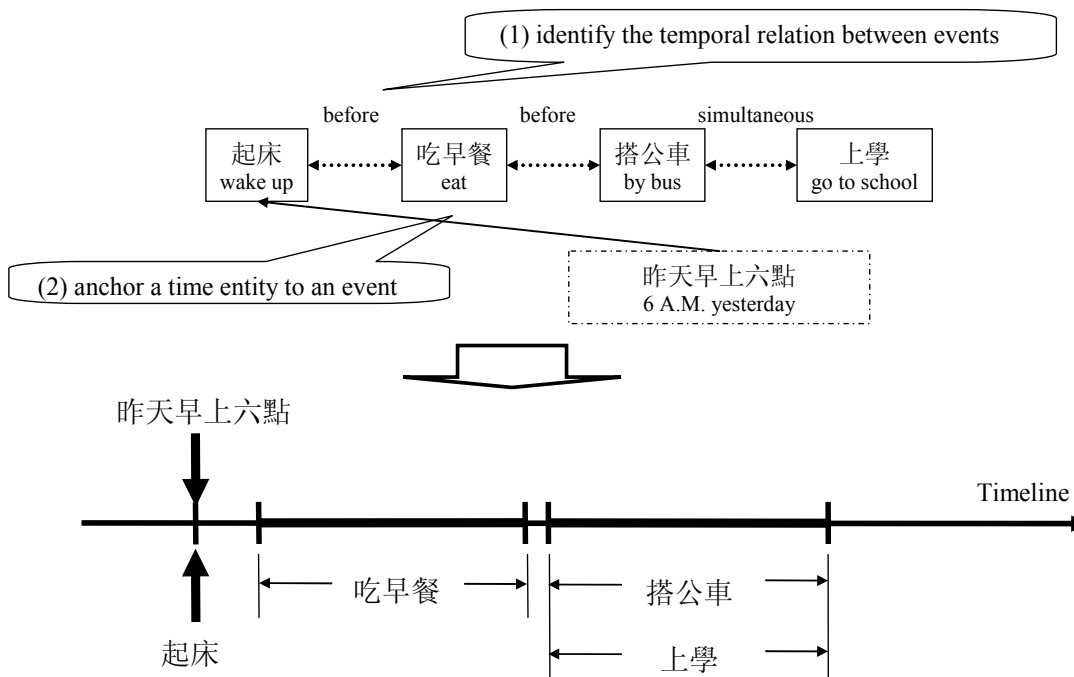 (1) identify the temporal relation between events
before
before
simultaneous
起床
wake up
吃早餐
eat
搭公車
by bus
上學
go to school
(2) anchor a time entity to an event
昨天早上六點
6 A.M. yesterday
昨天早上六點
Timeline
吃早餐
搭公車
起床
上學